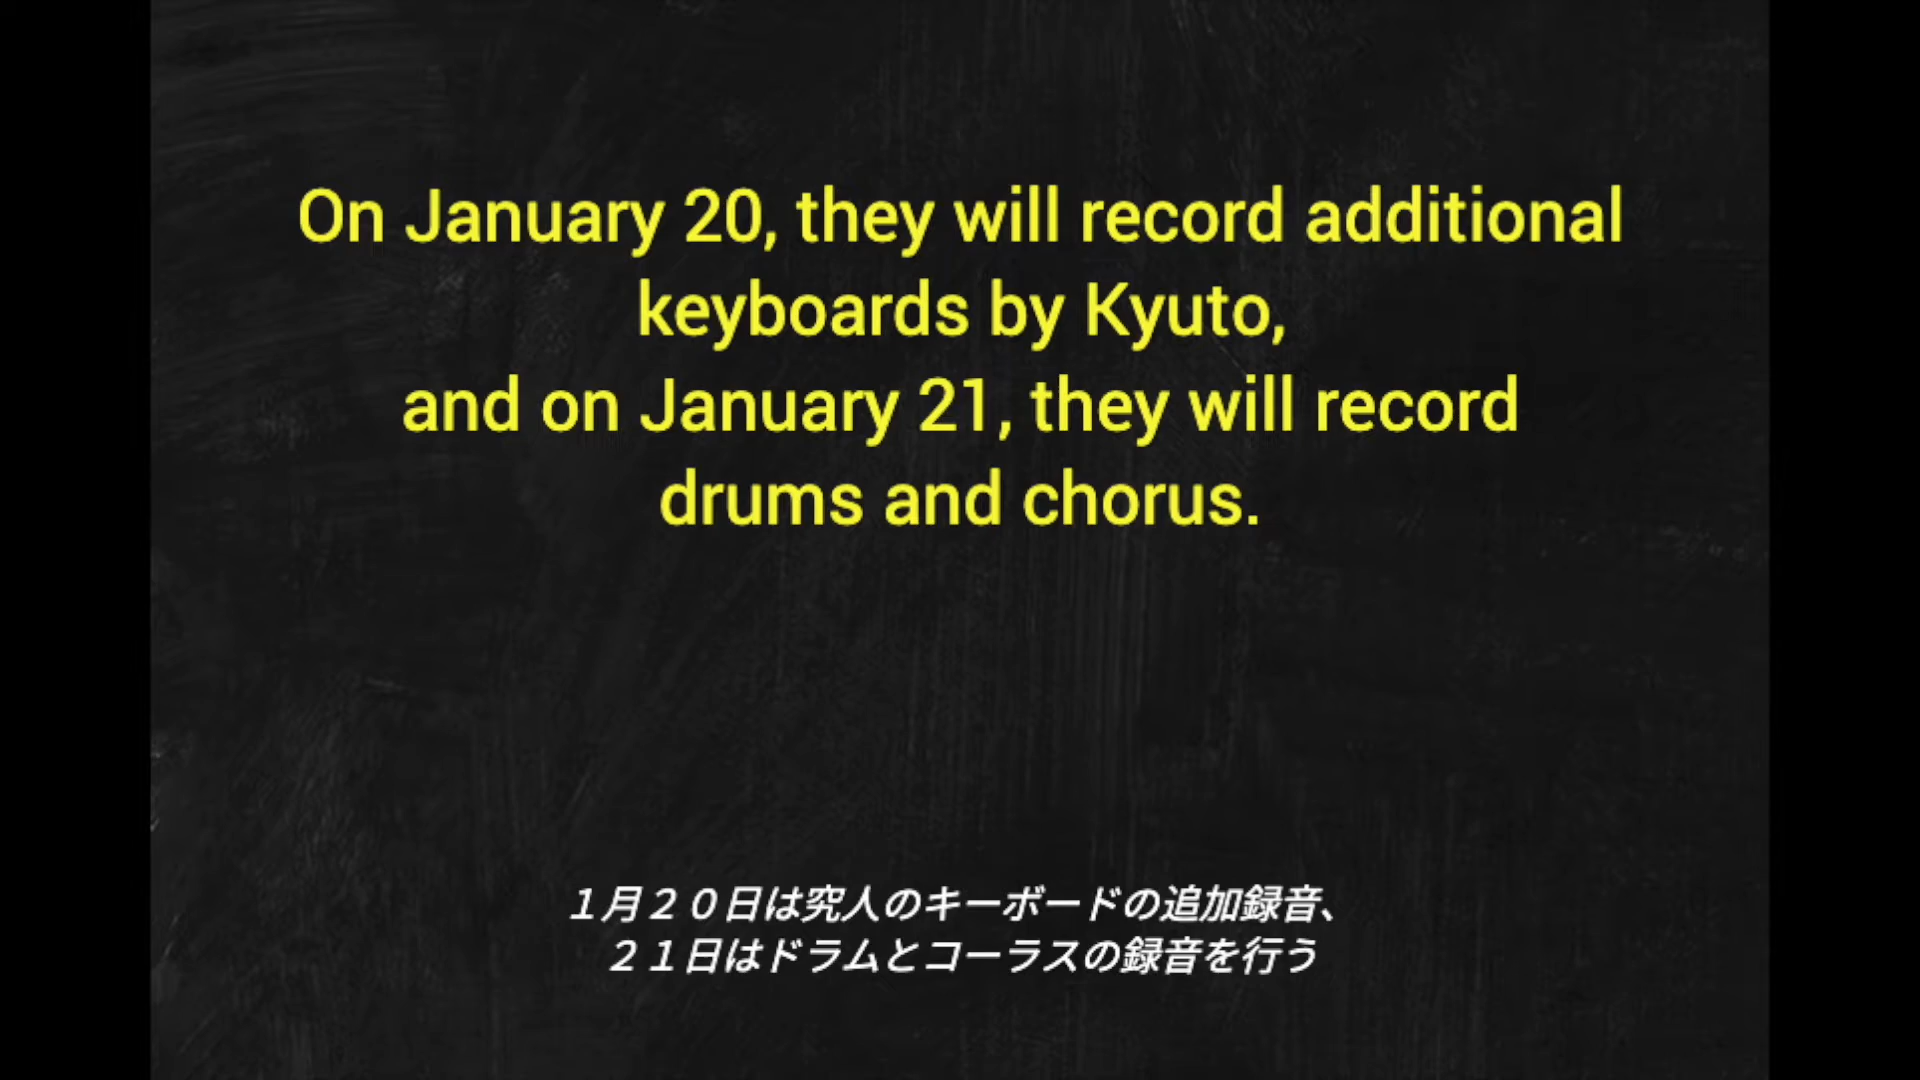 On January 20, they will record additional
keyboards by Kyuto,
and on January 21, they will record
drums and chorus.
１月２０日は究人のキーボードの追加録音、
２１日はドラムとコーラスの録音を行う